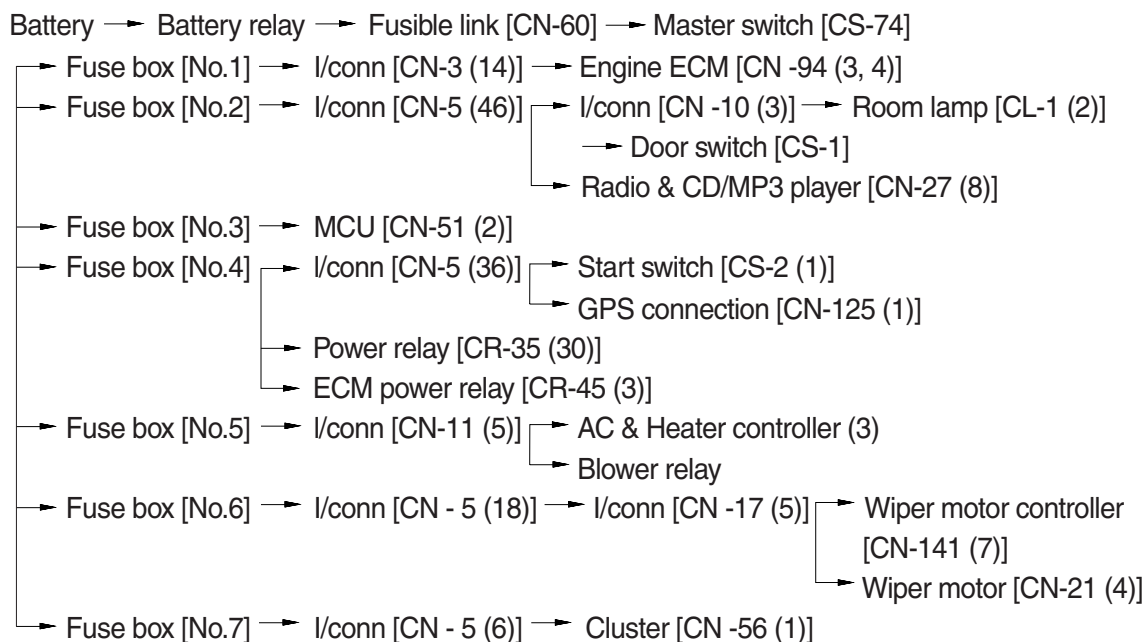 Battery → Battery relay → Fusible link [CN-60] → Master switch [CS-74]
→ Fuse box [No.1] → I/conn [CN-3 (14)] → Engine ECM [CN -94 (3, 4)]
→ Fuse box [No.2] → I/conn [CN-5 (46)] → I/conn [CN -10 (3)] → Room lamp [CL-1 (2)]
→ Door switch [CS-1]
→ Radio & CD/MP3 player [CN-27 (8)]
→ Fuse box [No.3] → MCU [CN-51 (2)]
→ Fuse box [No.4] → I/conn [CN-5 (36)] → Start switch [CS-2 (1)]
→ GPS connection [CN-125 (1)]
→ Power relay [CR-35 (30)]
→ ECM power relay [CR-45 (3)]
→ Fuse box [No.5] → I/conn [CN-11 (5)] → AC & Heater controller (3)
→ Blower relay
→ Fuse box [No.6] → I/conn [CN - 5 (18)] → I/conn [CN -17 (5)] → Wiper motor controller
[CN-141 (7)]
→ Wiper motor [CN-21 (4)]
→ Fuse box [No.7] → I/conn [CN - 5 (6)] → Cluster [CN -56 (1)]